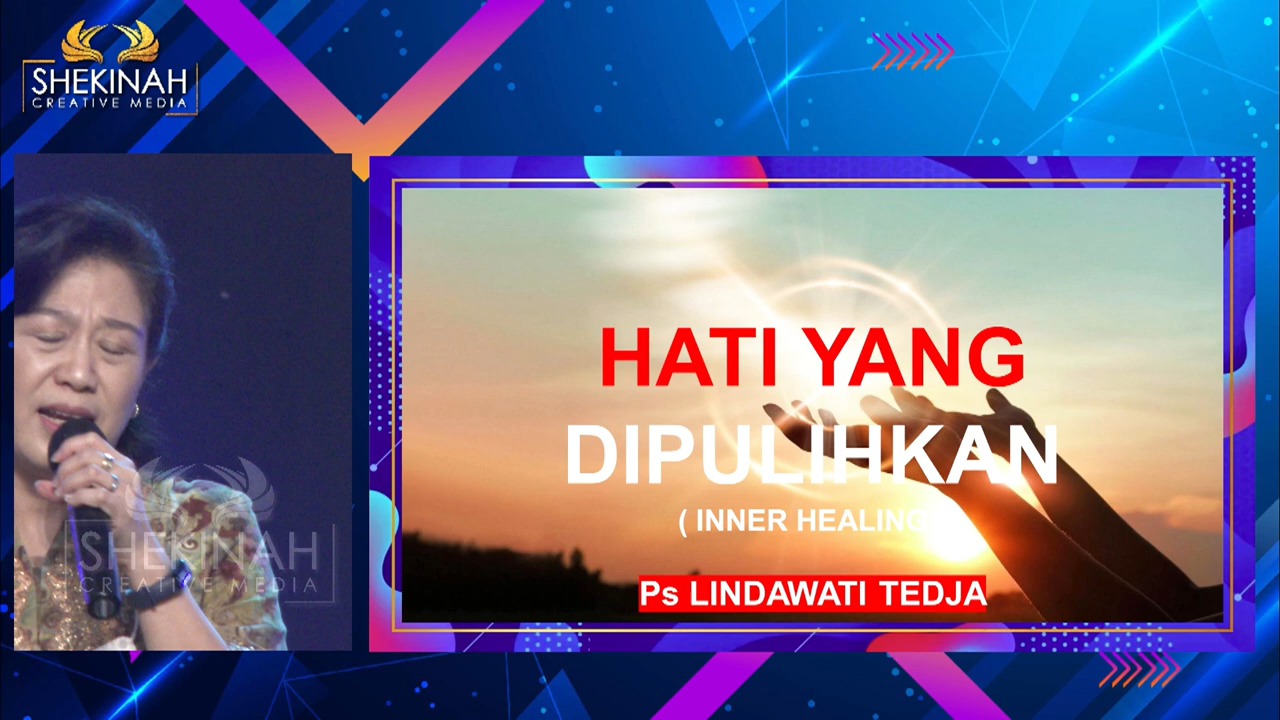 SHEKINAH
CREATIVE MEDIA
HATI YANG
DIPULIHKAN
( INNER HEALING
Ps LINDAWATI TEDJA
SHEKINAH
CREATIVE MEDIA